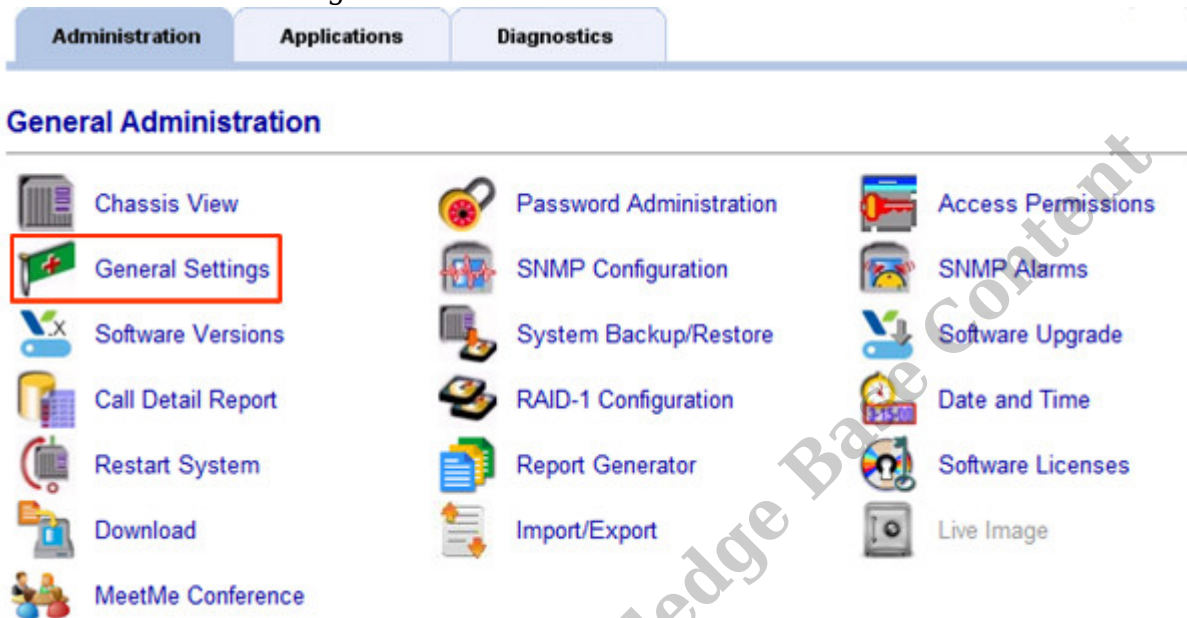 Administration Applications Diagnostics
General Administration
Chassis View Password Administration Access Permissions
General Settings SNMP Configuration SNMP Alarms
Software Versions System Backup/Restore Software Upgrade
Call Detail Report RAID-1 Configuration Date and Time
Restart System Report Generator Software Licenses
Download Import/Export Live Image
MeetMe Conference
Base Content